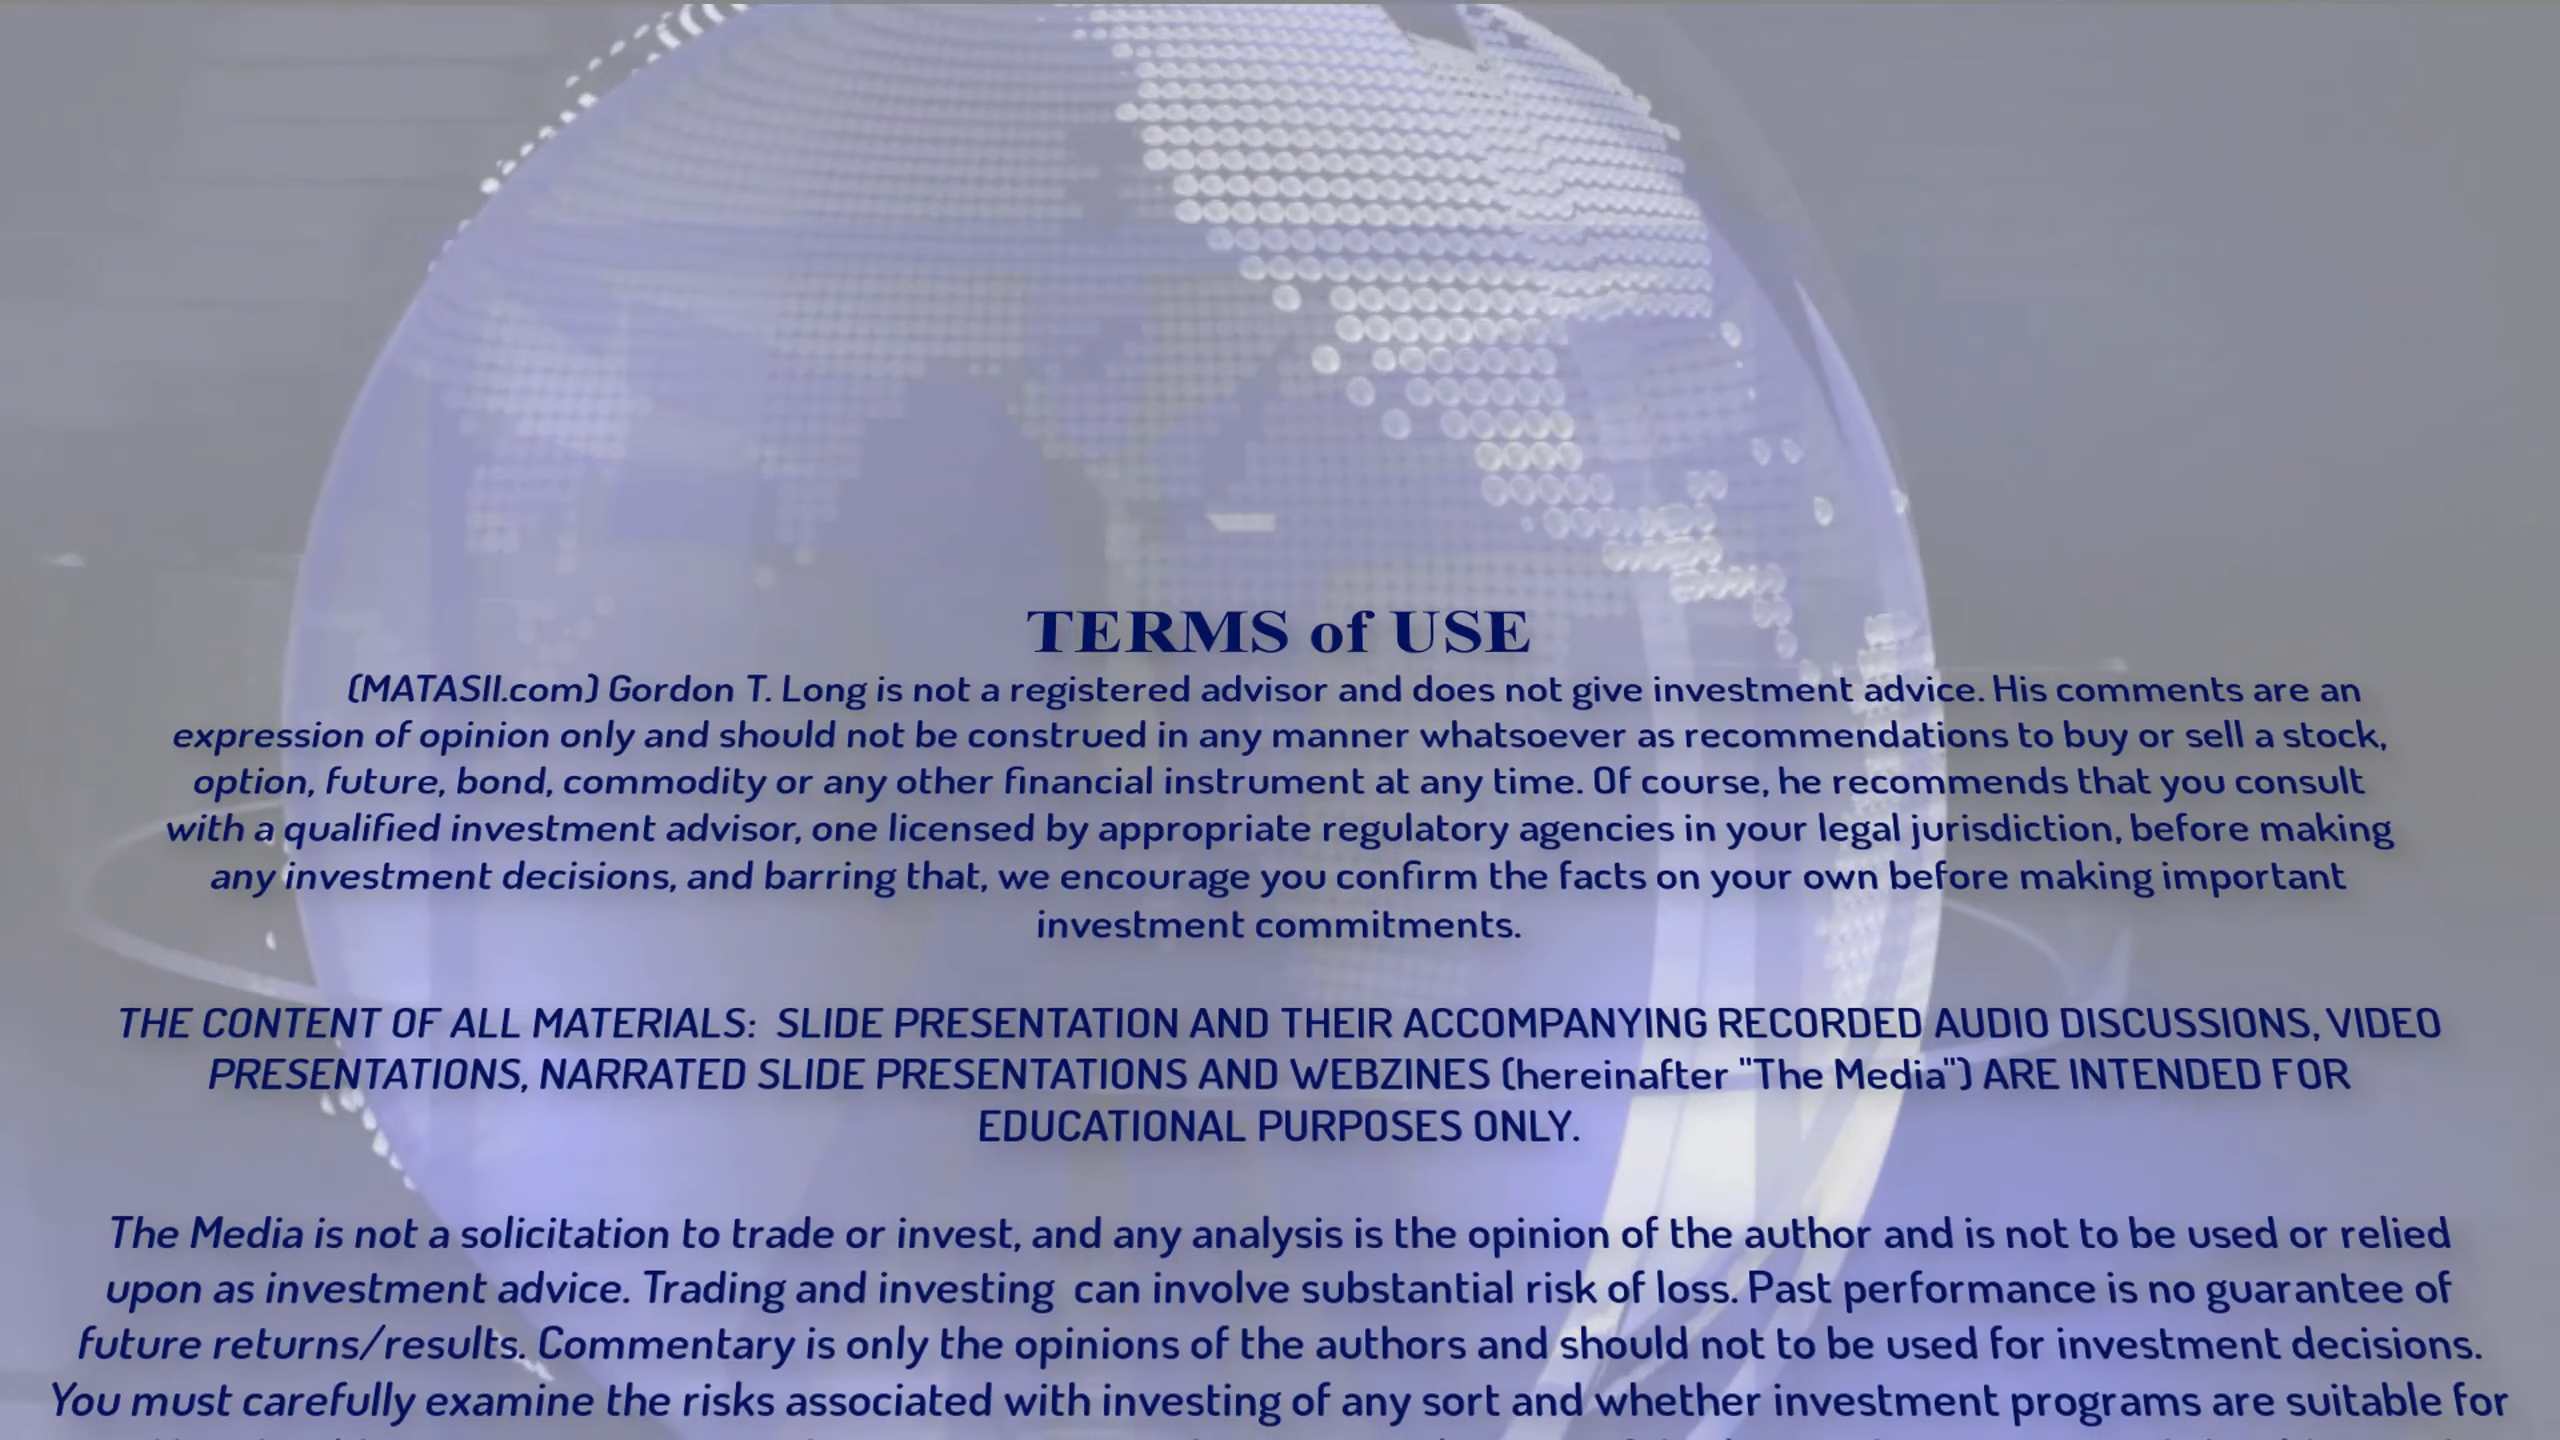 TERMS of USE
(MATASII.com) Gordon T. Long is not a registered advisor and does not give investment advice. His comments are an
expression of opinion only and should not be construed in any manner whatsoever as recommendations to buy or sell a stock,
option, future, bond, commodity or any other financial instrument at any time. Of course, he recommends that you consult
with a qualified investment advisor, one licensed by appropriate regulatory agencies in your legal jurisdiction, before making
any investment decisions, and barring that, we encourage you confirm the facts on your own before making important
investment commitments.
THE CONTENT OF ALL MATERIALS: SLIDE PRESENTATION AND THEIR ACCOMPANYING RECORDED AUDIO DISCUSSIONS, VIDEO
PRESENTATIONS, NARRATED SLIDE PRESENTATIONS AND WEBZINES (hereinafter "The Media") ARE INTENDED FOR
EDUCATIONAL PURPOSES ONLY.
The Media is not a solicitation to trade or invest, and any analysis is the opinion of the author and is not to be used or relied
upon as investment advice. Trading and investing can involve substantial risk of loss. Past performance is no guarantee of
future returns/results. Commentary is only the opinions of the authors and should not to be used for investment decisions.
You must carefully examine the risks associated with investing of any sort and whether investment programs are suitable for